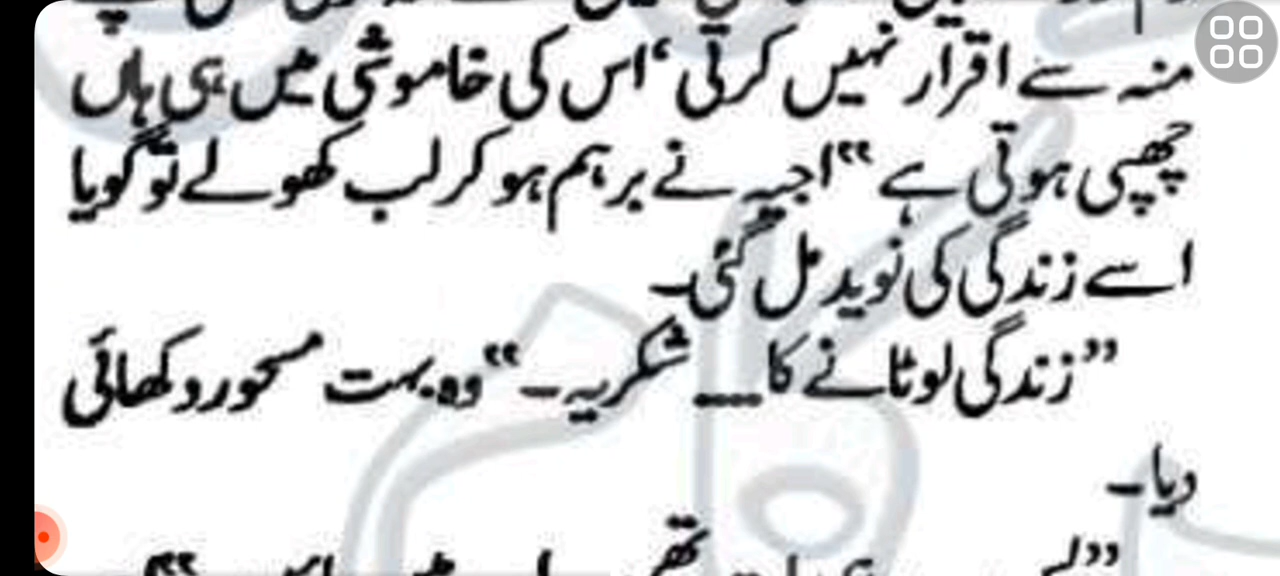 منہ سے اقرار نہیں کرتی ‘ اس کی خاموشی میں ہی ہاں
چھپی ہوتی ہے “ اجیہ نے برہم ہو کر لب کھولے تو گویا
اسے زندگی کی نوید مل گئی۔
” زندگی لوٹانے کا ــــ شکریہ ۔ “ وہ بہت مسحور دکھائی
دیا۔